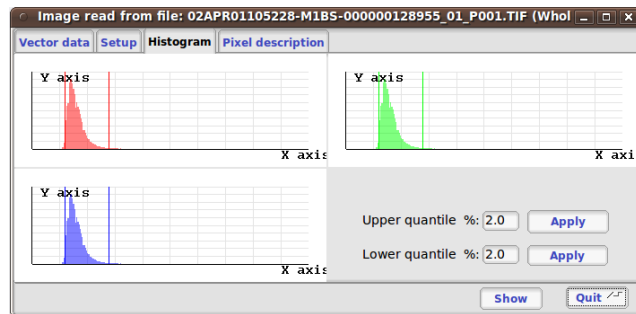 Image read from file: 02APR01105228-M1BS-000000128955_01_P001.TIF (Whol
Vector data Setup Histogram Pixel description
Y axis
X axis
Y axis
X axi
Y axis
X axis
Upper quantile %: 2.0 Apply
Lower quantile %: 2.0 Apply
Show Quit